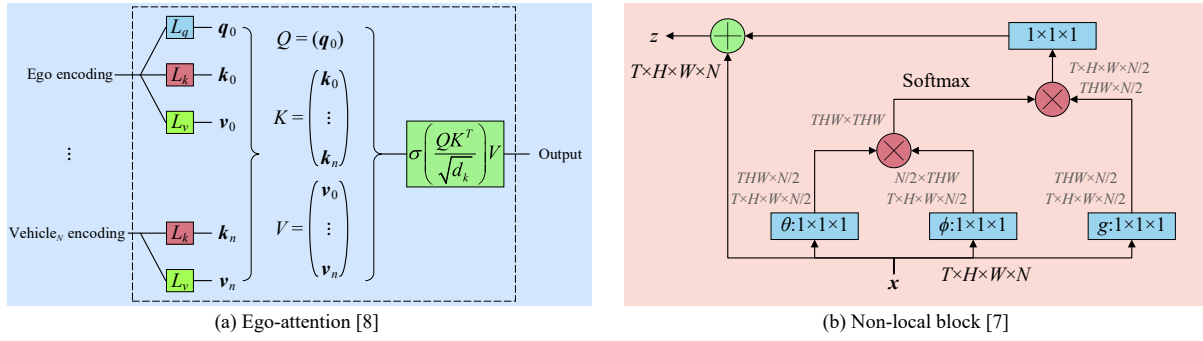 Ego encoding
L_q
q_0
L_k
k_0
L_v
v_0
⋮
Vehicle_N encoding
L_k
k_n
L_v
v_n
Q = (q_0)
K = (k_0 ⋮ k_n)
V = (v_0 ⋮ v_n)
σ(QK^T / √d_k)V
Output
(a) Ego-attention [8]
z
+
1×1×1
T×H×W×N
T×H×W×N/2
THW×N/2
Softmax
×
THW×THW
×
THW×N/2
T×H×W×N/2
N/2×THW
T×H×W×N/2
THW×N/2
T×H×W×N/2
θ:1×1×1
ϕ:1×1×1
g:1×1×1
x
T×H×W×N
(b) Non-local block [7]